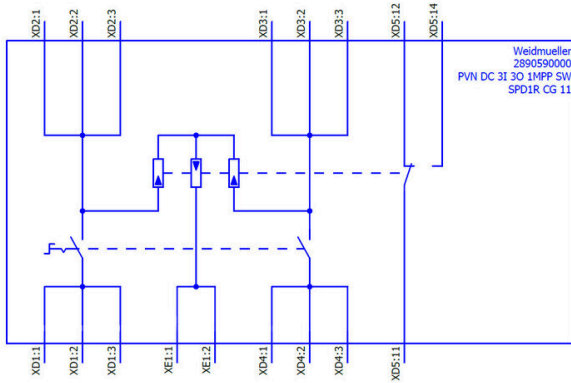 XD2:1
XD2:2
XD2:3
XD3:1
XD3:2
XD3:3
XD5:12
XD5:14
Weidmueller
2890590000
PVN DC 3I 3O 1MPP SW
SPD1R CG 11
XD1:1
XD1:2
XD1:3
XE1:1
XE1:2
XD4:1
XD4:2
XD4:3
XD5:11